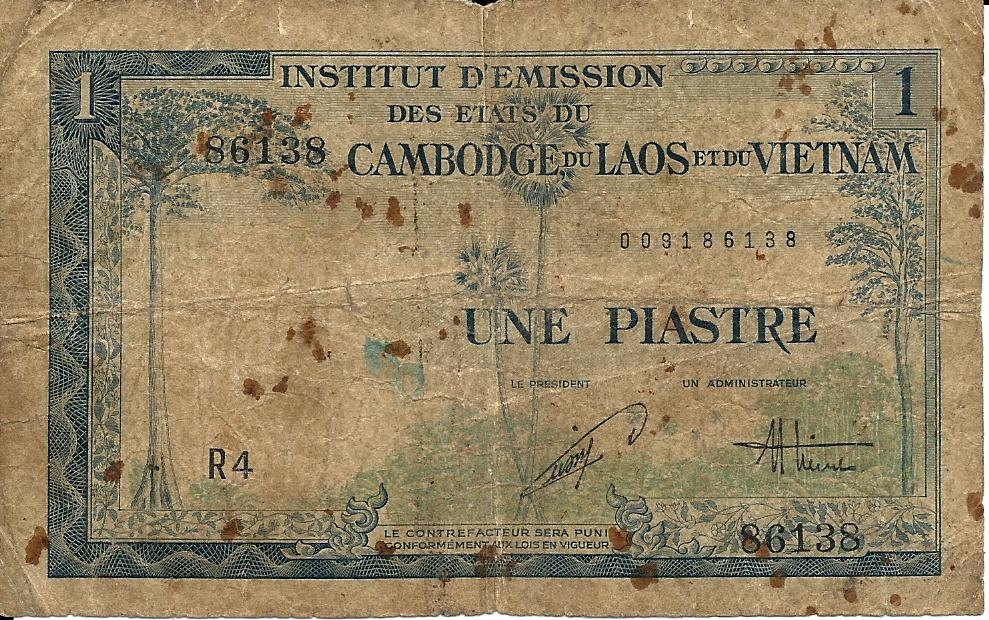 1
INSTITUT D'EMISSION
1
DES ETATS DU
86138
CAMBODGE, DU LAOS ET DU VIETNAM
009186138
UNE PIASTRE
LE PRESIDENT UN ADMINISTRATEUR
R4
LE CONTREFACTEUR SERA PUNI
CONFORMÉMENT AUX LOIS EN VIGUEUR
86138